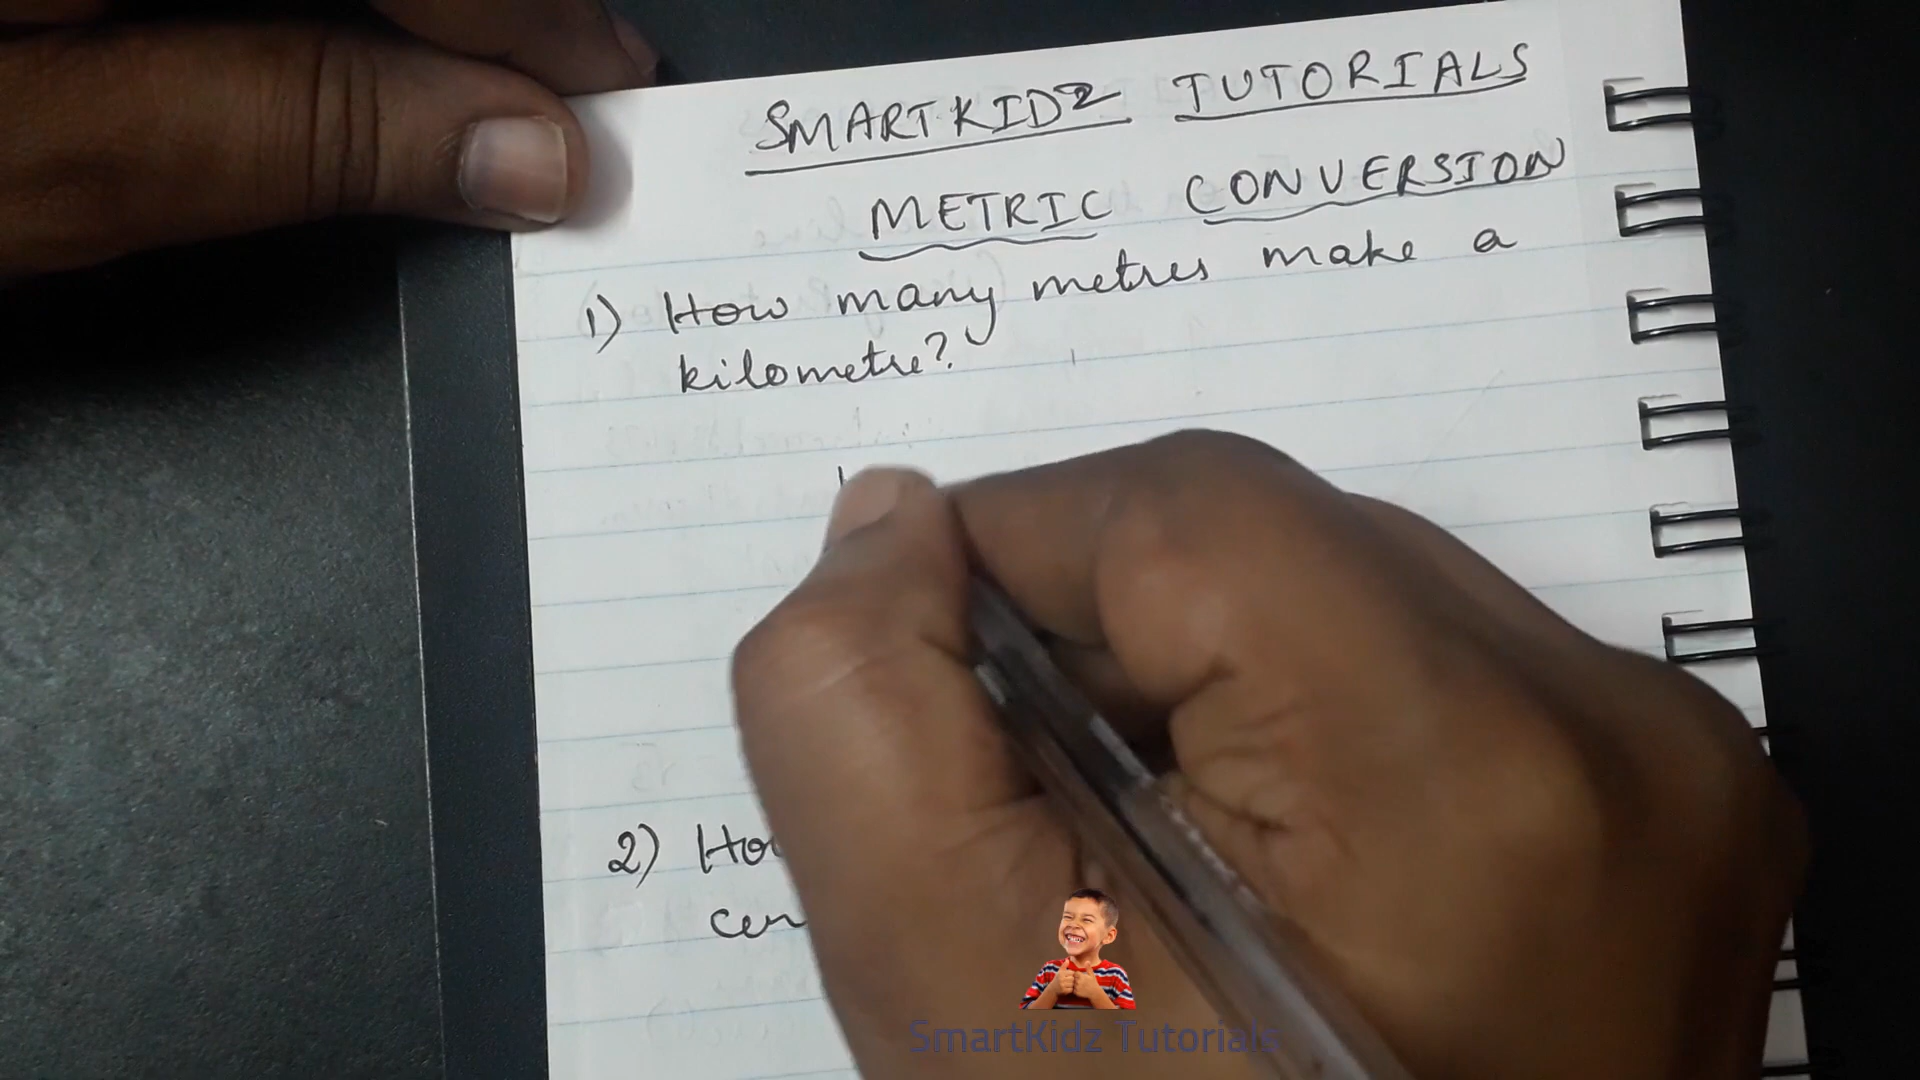 SMARTKIDZ TUTORIALS
METRIC CONVERSION
1) How many metres make a
kilometre?
2) Ho
cen
SmartKidz Tutorials